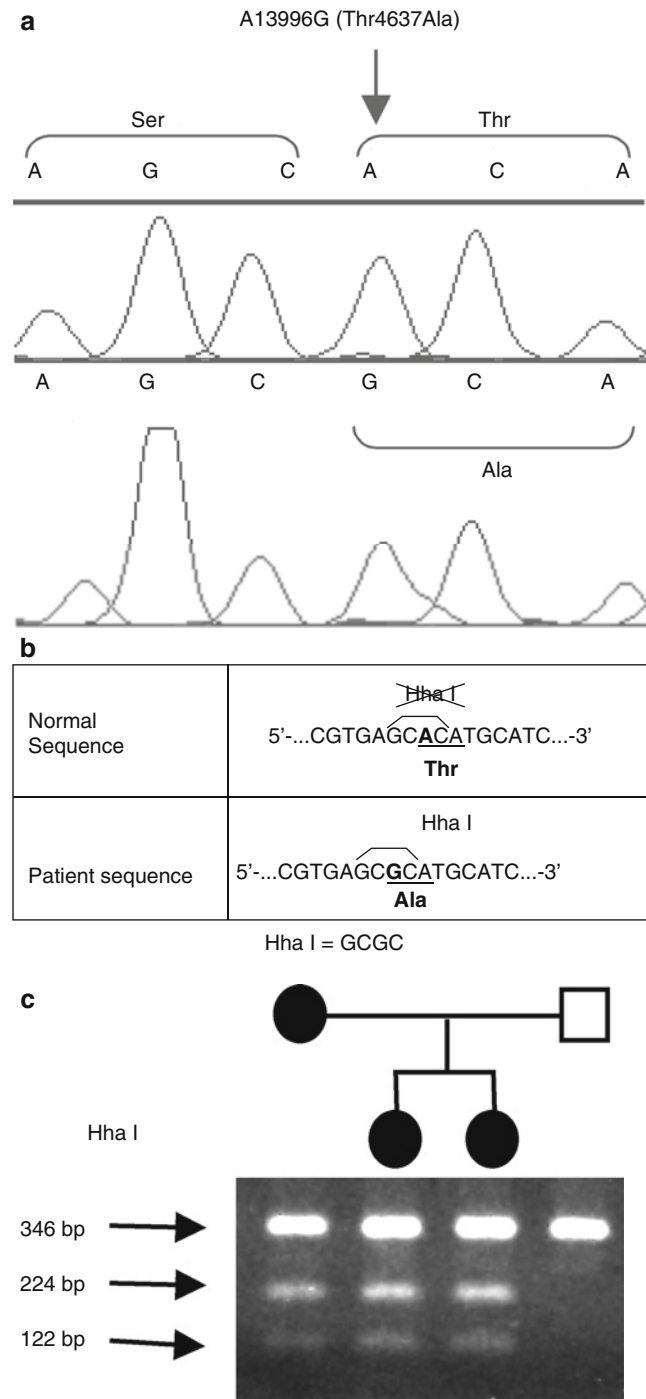 a
A13996G (Thr4637Ala)
Ser Thr
A G C A C A
A G C G C A
Ala
b
Normal Sequence
Hha I
5'-...CGTGAGCACATGCATC...-3'
Thr
Patient sequence
Hha I
5'-...CGTGAGCGCATGCATC...-3'
Ala
Hha I = GCGC
c
Hha I
346 bp
224 bp
122 bp